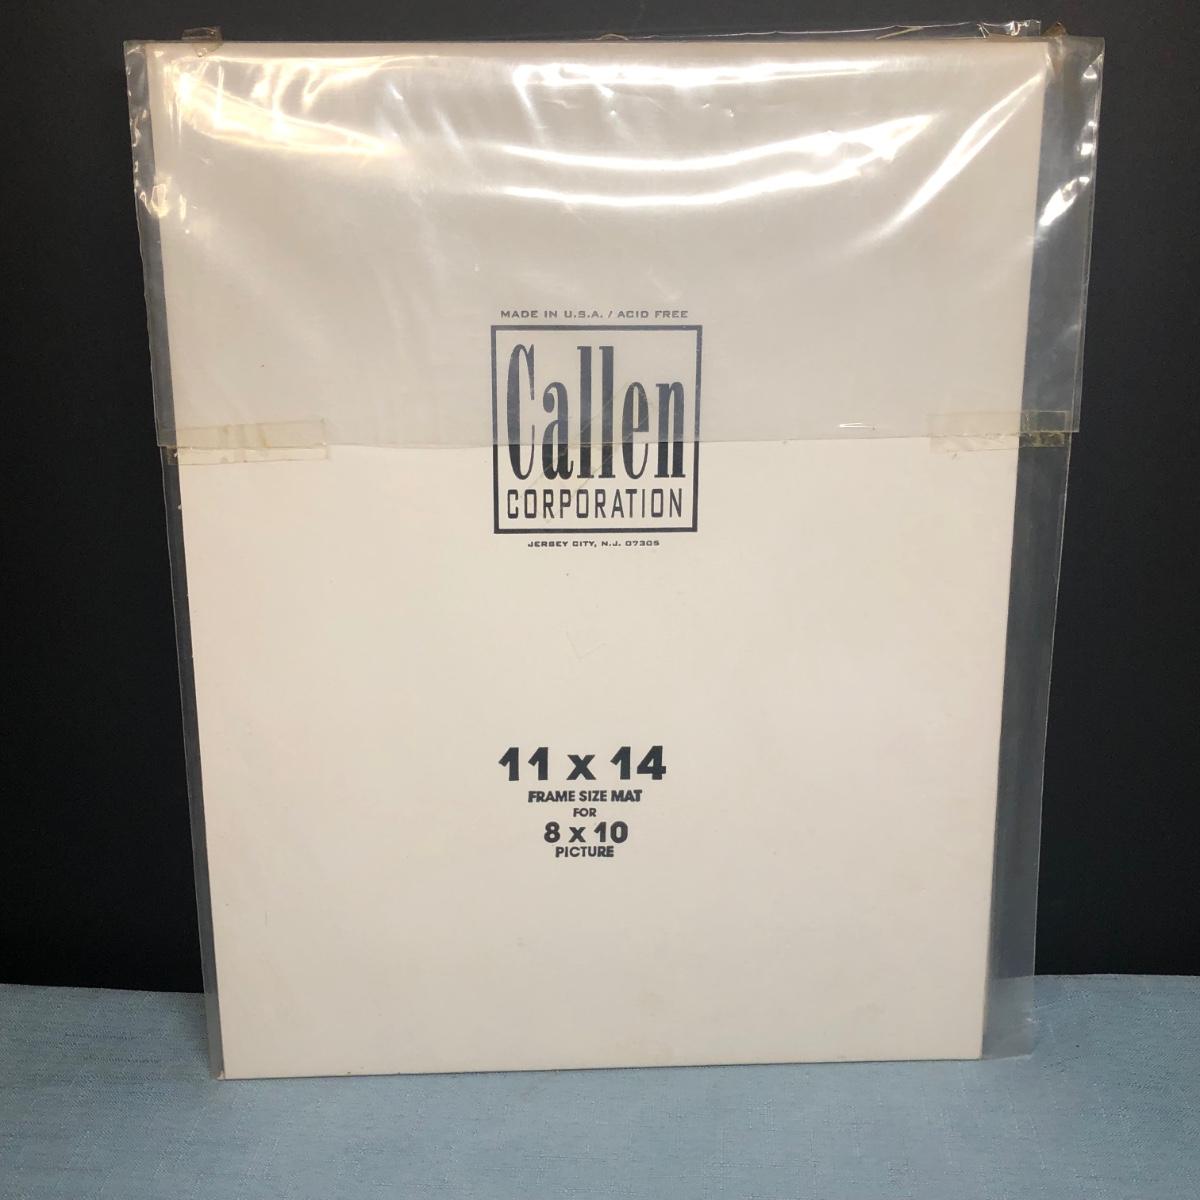 MADE IN U.S.A. / ACID FREE
Callen
CORPORATION
JERSEY CITY, N.J. 07305
11 x 14
FRAME SIZE MAT
FOR
8 x 10
PICTURE